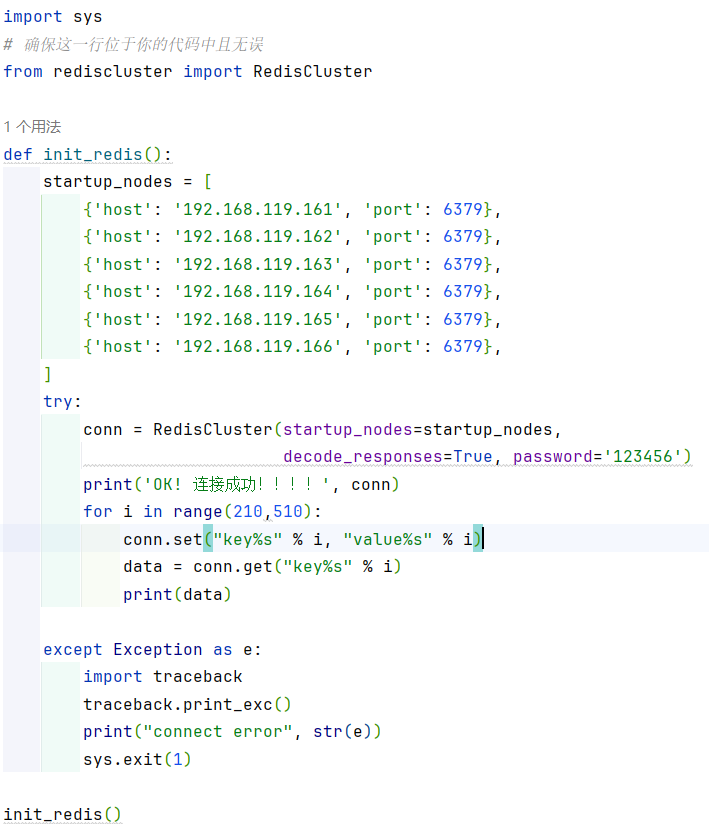 import sys
# 确保这一行位于你的代码中且无误
from rediscluster import RedisCluster
1 个用法
def init_redis():
    startup_nodes = [
        {'host': '192.168.119.161', 'port': 6379},
        {'host': '192.168.119.162', 'port': 6379},
        {'host': '192.168.119.163', 'port': 6379},
        {'host': '192.168.119.164', 'port': 6379},
        {'host': '192.168.119.165', 'port': 6379},
        {'host': '192.168.119.166', 'port': 6379},
    ]
    try:
        conn = RedisCluster(startup_nodes=startup_nodes,
                            decode_responses=True, password='123456')
        print('OK! 连接成功！！！！', conn)
        for i in range(210,510):
            conn.set("key%s" % i, "value%s" % i)
            data = conn.get("key%s" % i)
            print(data)
    except Exception as e:
        import traceback
        traceback.print_exc()
        print("connect error", str(e))
        sys.exit(1)
init_redis()